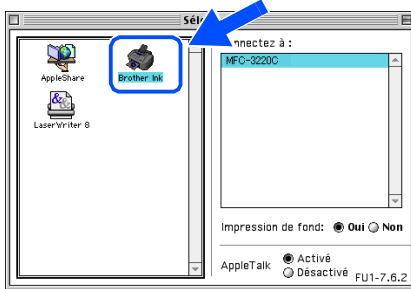 Séle
nnectez à :
MFC-3220C
AppleShare
Brother Ink
LaserWriter 8
Impression de fond: Oui Non
AppleTalk Activé
Désactivé
FU1-7.6.2